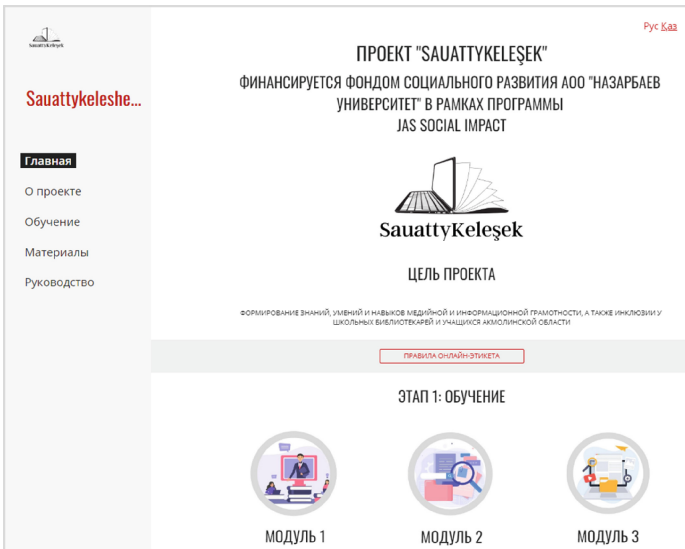 SauattyKeleşek
Рус Қаз
Sauattykeleshe...
Главная
О проекте
Обучение
Материалы
Руководство
ПРОЕКТ "SAUATTYKELEŞEK"
ФИНАНСИРУЕТСЯ ФОНДОМ СОЦИАЛЬНОГО РАЗВИТИЯ АОО "НАЗАРБАЕВ
УНИВЕРСИТЕТ" В РАМКАХ ПРОГРАММЫ
JAS SOCIAL IMPACT
SauattyKeleşek
ЦЕЛЬ ПРОЕКТА
ФОРМИРОВАНИЕ ЗНАНИЙ, УМЕНИЙ И НАВЫКОВ МЕДИЙНОЙ И ИНФОРМАЦИОННОЙ ГРАМОТНОСТИ, А ТАКЖЕ ИНКЛЮЗИИ У
ШКОЛЬНЫХ БИБЛИОТЕКАРЕЙ И УЧАЩИХСЯ АКМОЛИНСКОЙ ОБЛАСТИ
ПРАВИЛА ОНЛАЙН-ЭТИКЕТА
ЭТАП 1: ОБУЧЕНИЕ
МОДУЛЬ 1
МОДУЛЬ 2
МОДУЛЬ 3